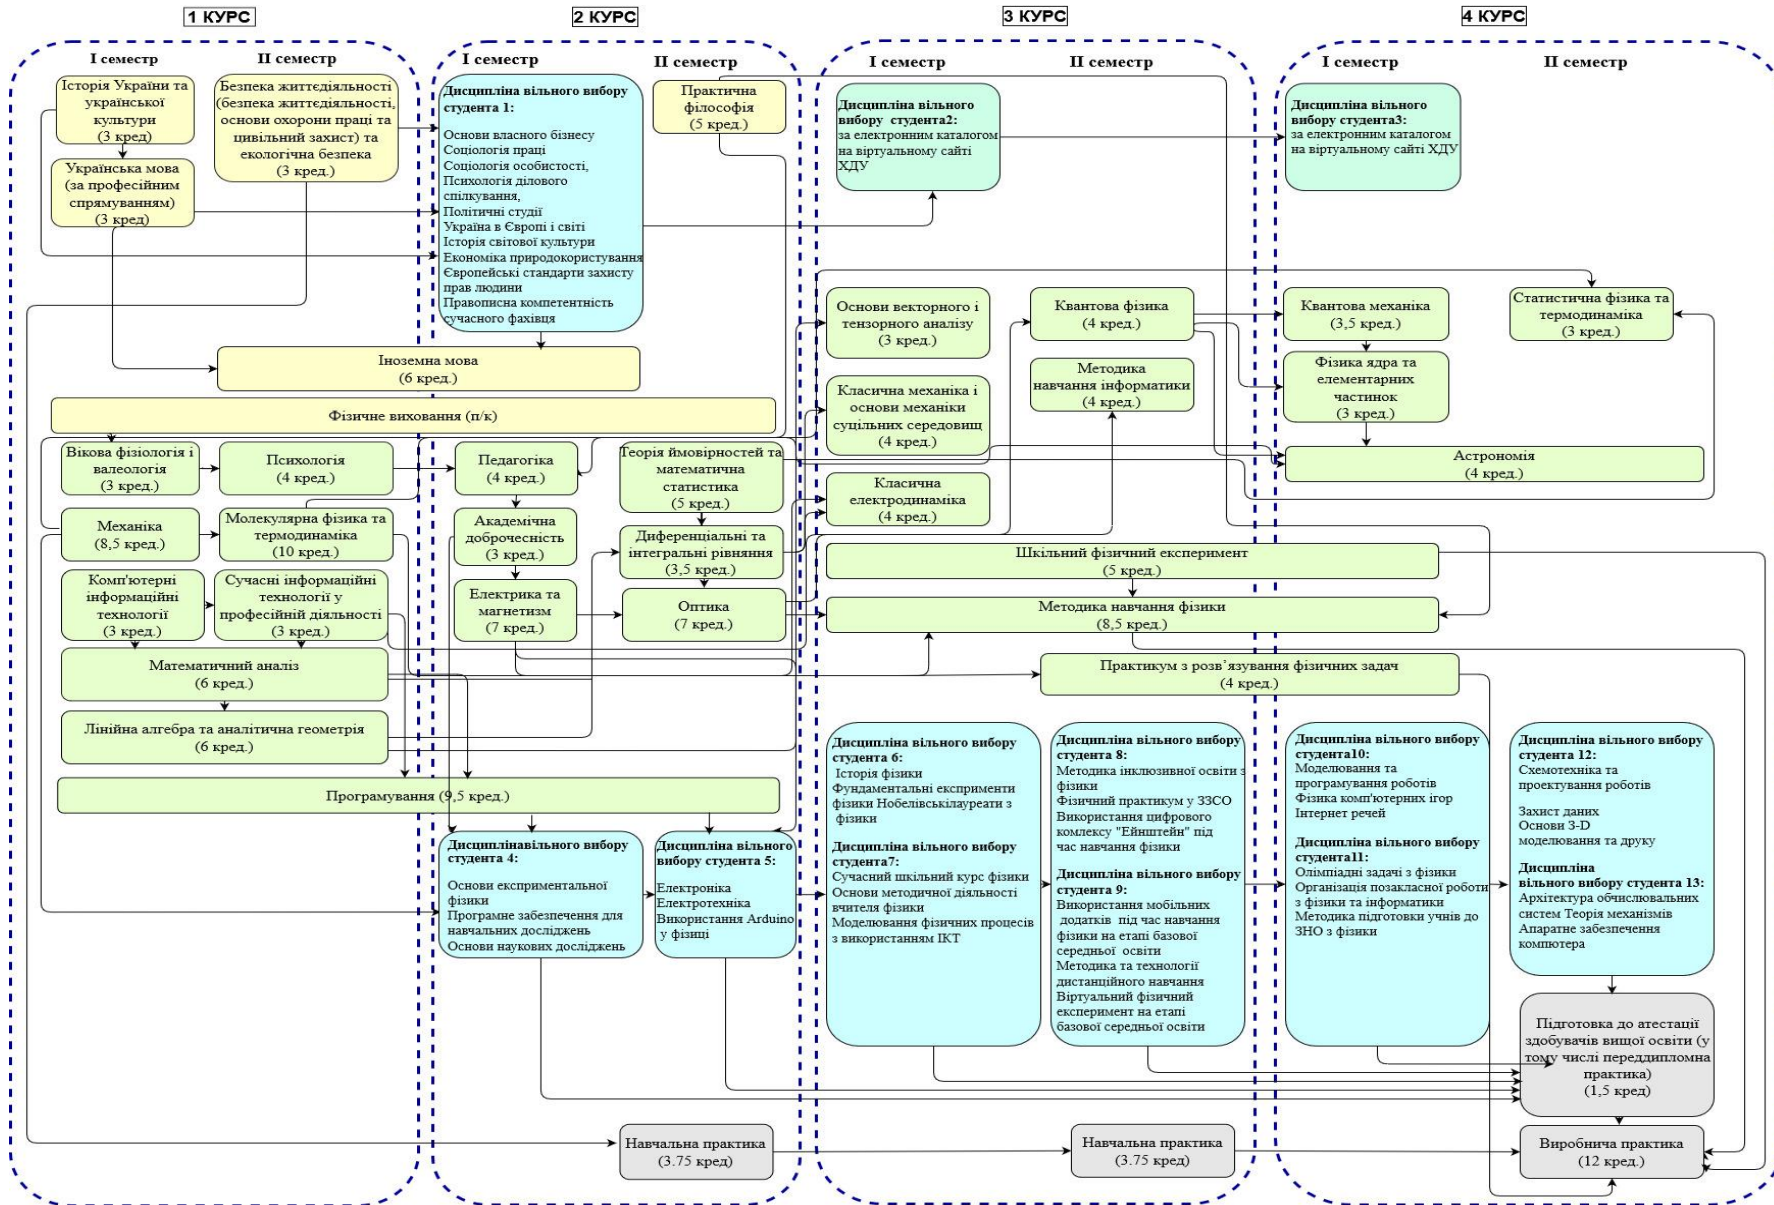 1 КУРС
2 КУРС
3 КУРС
4 КУРС
I семестр
II семестр
I семестр
II семестр
I семестр
II семестр
I семестр
II семестр
Історія України та
української
культури
(3 кред)
Українська мова
(за професійним
спрямуванням)
(3 кред)
Безпека життєдіяльності
(безпека життєдіяльності,
основи охорони праці та
цивільний захист) та
екологічна безпека
(3 кред.)
Дисципліна вільного вибору
студента 1:
Основи власного бізнесу
Соціологія праці
Соціологія особистості,
Психологія ділового
спілкування,
Політичні студії
Україна в Європі і світі
Історія світової культури
Економіка природокористування
Європейські стандарти захисту
прав людини
Правописна компетентність
сучасного фахівця
Практична
філософія
(5 кред.)
Дисципліна вільного
вибору студента2:
за електронним каталогом
на віртуальному сайті
ХДУ
Дисципліна вільного
вибору студента3:
за електронним каталогом
на віртуальному сайті ХДУ
Іноземна мова
(6 кред.)
Фізичне виховання (п/к)
Основи векторного і
тензорного аналізу
(3 кред.)
Квантова фізика
(4 кред.)
Квантова механіка
(3,5 кред.)
Статистична фізика та
термодинаміка
(3 кред.)
Класична механіка і
основи механіки
суцільних середовищ
(4 кред.)
Методика
навчання інформатики
(4 кред.)
Фізика ядра та
елементарних
частинок
(3 кред.)
Вікова фізіологія і
валеологія
(3 кред.)
Психологія
(4 кред.)
Педагогіка
(4 кред.)
Теорія ймовірностей та
математична
статистика
(5 кред.)
Класична
електродинаміка
(4 кред.)
Астрономія
(4 кред.)
Механіка
(8,5 кред.)
Молекулярна фізика та
термодинаміка
(10 кред.)
Академічна
доброчесність
(3 кред.)
Диференціальні та
інтегральні рівняння
(3,5 кред.)
Шкільний фізичний експеримент
(5 кред.)
Комп'ютерні
інформаційні
технології
(3 кред.)
Сучасні інформаційні
технології у
професійній діяльності
(3 кред.)
Електрика та
магнетизм
(7 кред.)
Оптика
(7 кред.)
Методика навчання фізики
(8,5 кред.)
Математичний аналіз
(6 кред.)
Практикум з розв’язування фізичних задач
(4 кред.)
Лінійна алгебра та аналітична геометрія
(6 кред.)
Програмування (9,5 кред.)
Дисциплінавільного вибору
студента 4:
Основи експриментальної
фізики
Програмне забезпечення для
навчальних досліджень
Основи наукових досліджень
Дисципліна вільного
вибору студента 5:
Електроніка
Електротехніка
Використання Arduino
у фізиці
Дисципліна вільного вибору
студента 6:
Історія фізики
Фундаментальні експрименти
фізики Нобелівськілауреати з
фізики
Дисципліна вільного вибору
студента7:
Сучасний шкільний курс фізики
Основи методичної діяльності
вчителя фізики
Моделювання фізичних процесів
з використанням ІКТ
Дисципліна вільного вибору
студента 8:
Методика інклюзивної освіти з
фізики
Фізичний практикум у ЗЗСО
Використання цифрового
комлексу "Ейнштейн" під
час навчання фізики
Дисципліна вільного вибору
студента 9:
Використання мобільних
додатків під час навчання
фізики на етапі базової
середньої освіти
Методика та технології
дистанційного навчання
Віртуальний фізичний
експеримент на етапі
базової середньої освіти
Дисципліна вільного вибору
студента10:
Моделювання та
програмування роботів
Фізика комп'ютерних ігор
Інтернет речей
Дисципліна вільного вибору
студента11:
Олімпіадні задачі з фізики
Організація позакласної роботи
з фізики та інформатики
Методика підготовки учнів до
ЗНО з фізики
Дисципліна вільного вибору
студента 12:
Схемотехніка та
проектування роботів
Захист даних
Основи 3-D
моделювання та друку
Дисципліна
вільного вибору студента 13:
Архітектура обчислювальних
систем Теорія механізмів
Апаратне забезпечення
компютера
Підготовка до атестації
здобувачів вищої освіти (у
тому числі переддипломна
практика)
(1,5 кред)
Навчальна практика
(3.75 кред)
Навчальна практика
(3.75 кред)
Виробнича практика
(12 кред.)